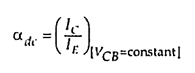 α_dc = (I_C / I_E)_[V_CB=constant]